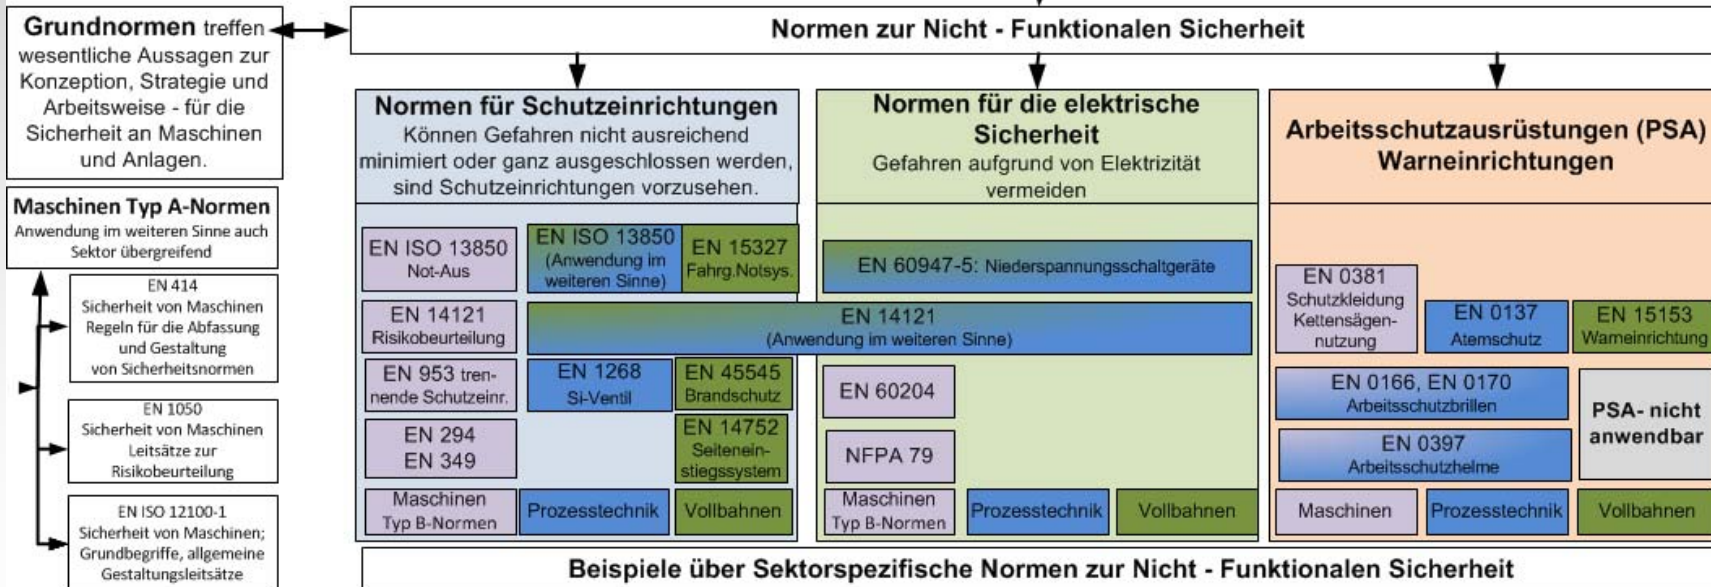 Grundnormen treffen
wesentliche Aussagen zur
Konzeption, Strategie und
Arbeitsweise - für die
Sicherheit an Maschinen
und Anlagen.
Maschinen Typ A-Normen
Anwendung im weiteren Sinne auch
Sektor übergreifend
EN 414
Sicherheit von Maschinen
Regeln für die Abfassung
und Gestaltung
von Sicherheitsnormen
EN 1050
Sicherheit von Maschinen
Leitsätze zur
Risikobeurteilung
EN ISO 12100-1
Sicherheit von Maschinen;
Grundbegriffe, allgemeine
Gestaltungsleitsätze
Normen zur Nicht - Funktionalen Sicherheit
Normen für Schutzeinrichtungen
Können Gefahren nicht ausreichend
minimiert oder ganz ausgeschlossen werden,
sind Schutzeinrichtungen vorzusehen.
EN ISO 13850
Not-Aus
EN ISO 13850
(Anwendung im
weiteren Sinne)
EN 15327
Fahrg.Notsys.
EN 14121
Risikobeurteilung
EN 14121
(Anwendung im weiteren Sinne)
EN 953 tren-
nende Schutzeinr.
EN 1268
Si-Ventil
EN 45545
Brandschutz
EN 294
EN 349
EN 14752
Seitenein-
stiegssystem
Maschinen
Typ B-Normen
Prozesstechnik
Vollbahnen
Normen für die elektrische
Sicherheit
Gefahren aufgrund von Elektrizität
vermeiden
EN 60947-5: Niederspannungsschaltgeräte
EN 60204
NFPA 79
Maschinen
Typ B-Normen
Prozesstechnik
Vollbahnen
Arbeitsschutzausrüstungen (PSA)
Warneinrichtungen
EN 0381
Schutzkleidung
Kettensägen-
nutzung
EN 0137
Atemschutz
EN 15153
Warneinrichtung
EN 0166, EN 0170
Arbeitsschutzbrillen
PSA- nicht
anwendbar
EN 0397
Arbeitsschutzhelme
Maschinen
Prozesstechnik
Vollbahnen
Beispiele über Sektorspezifische Normen zur Nicht - Funktionalen Sicherheit